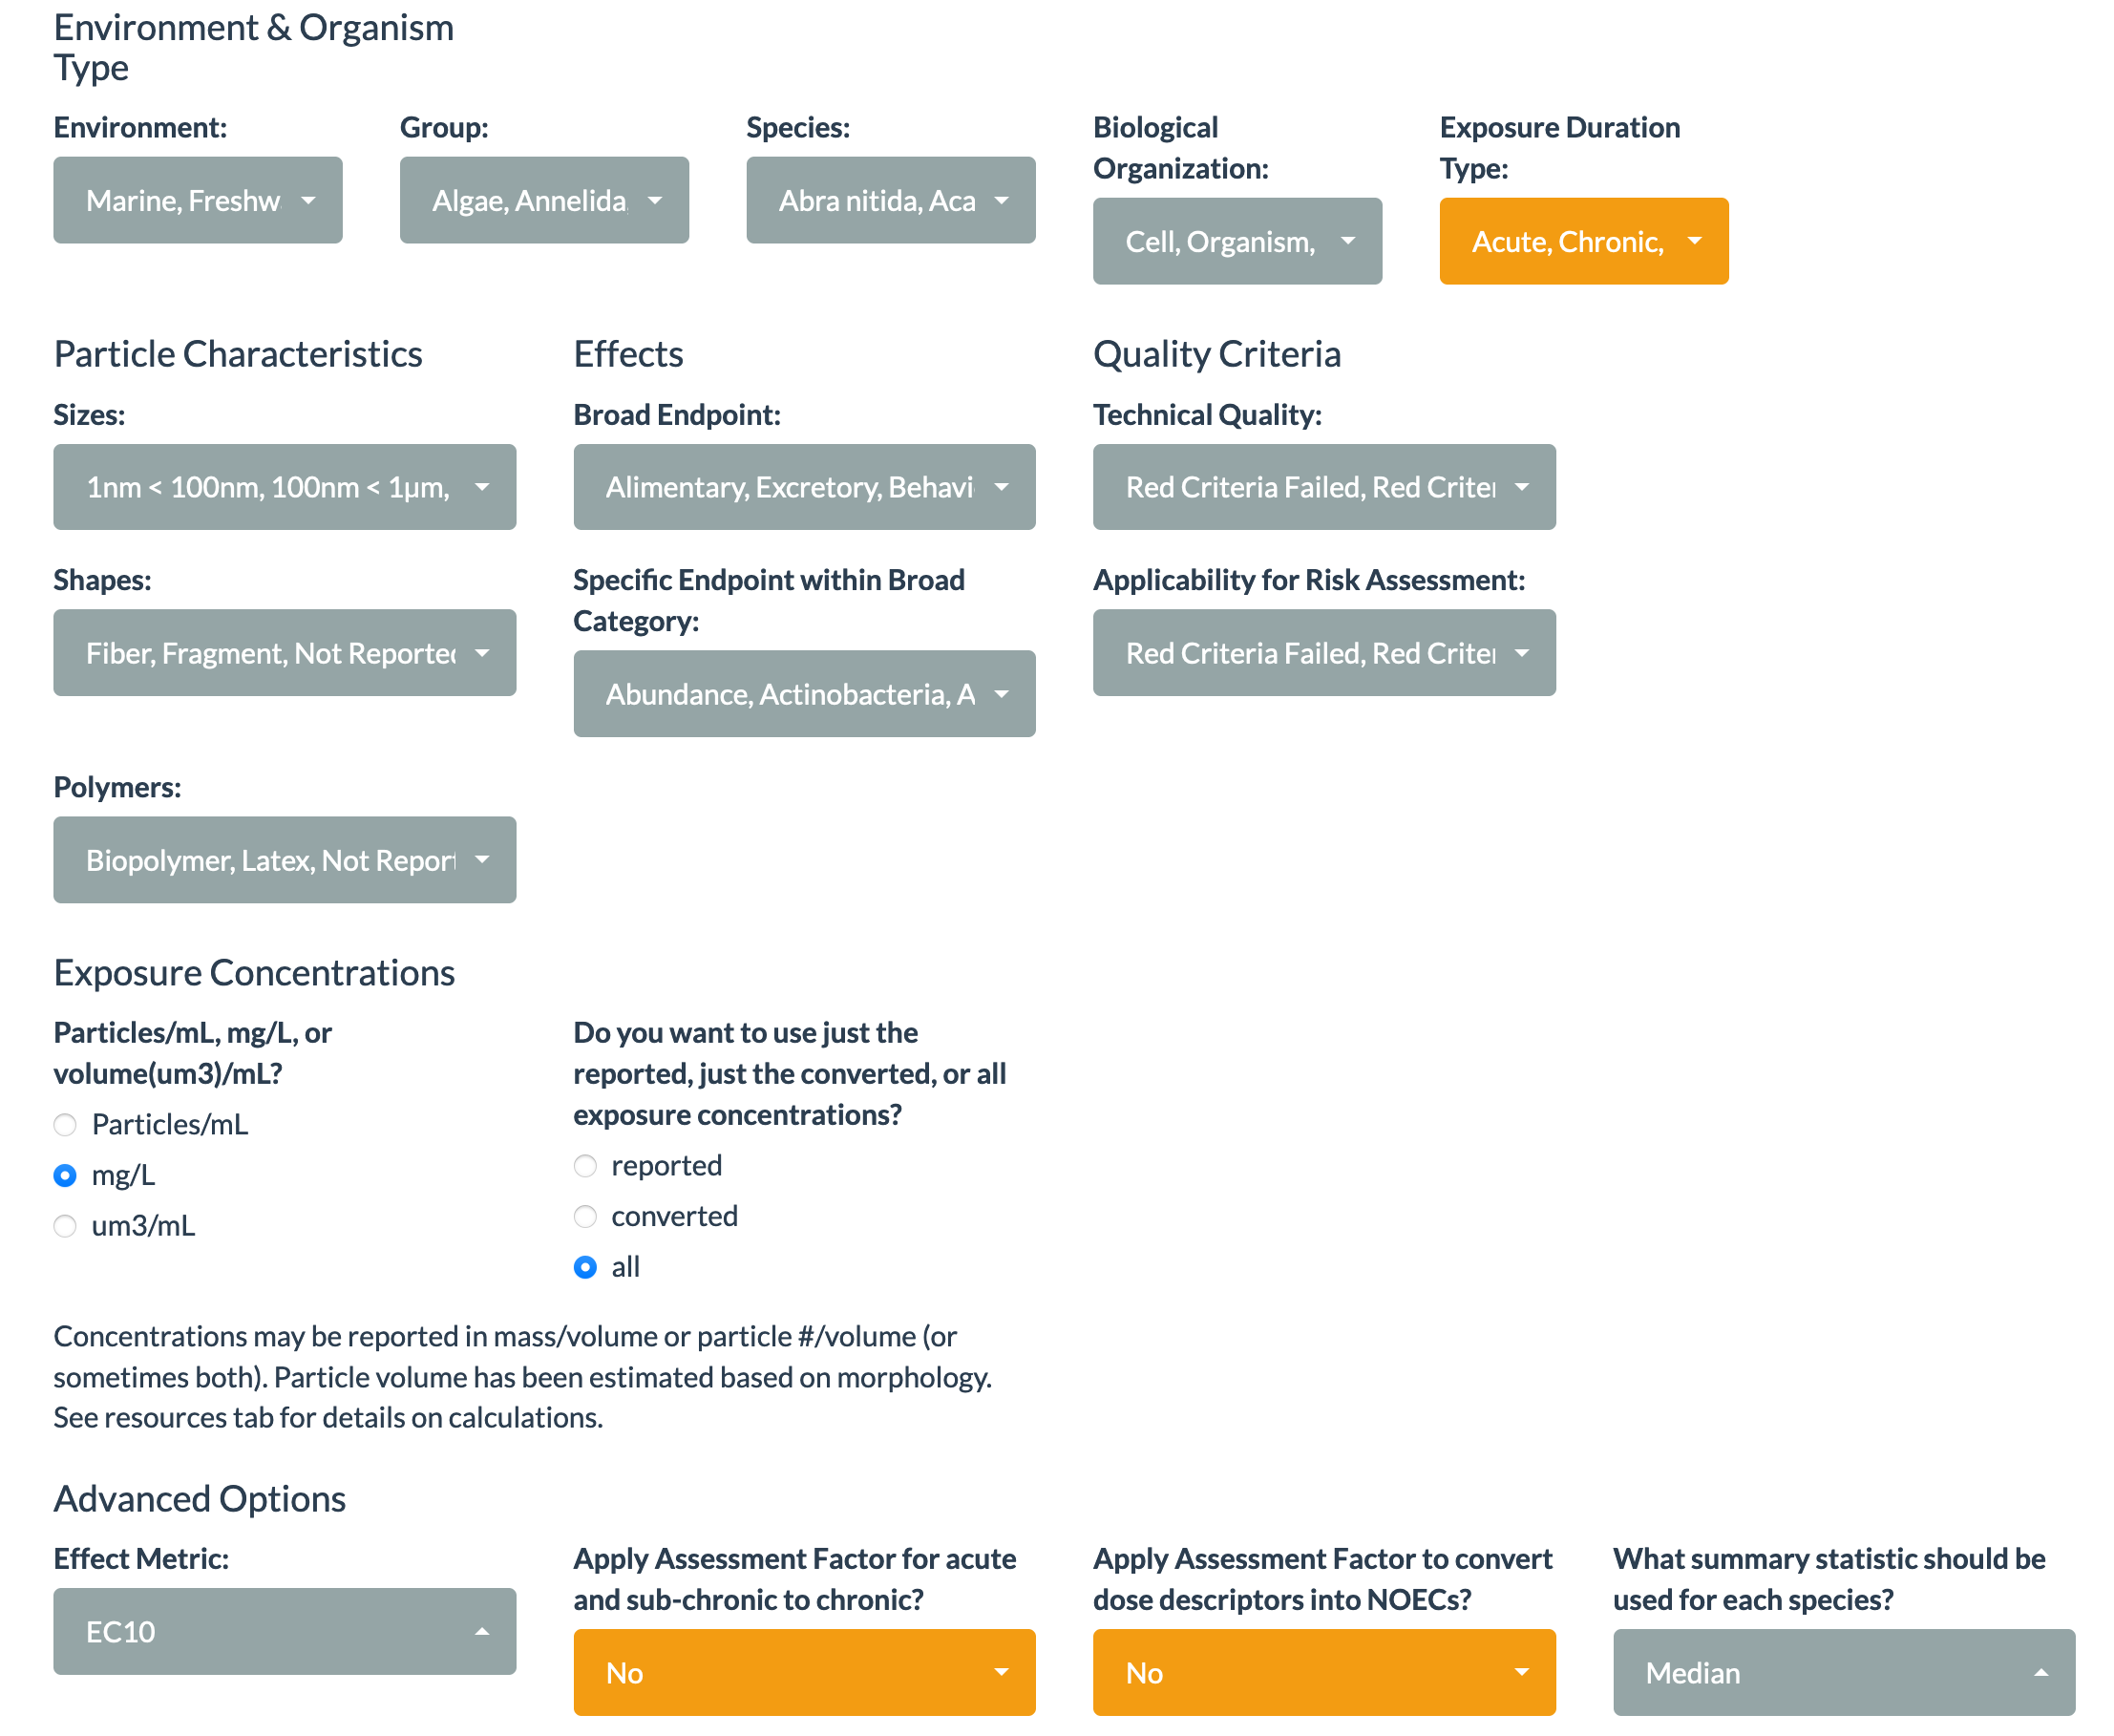 Environment & Organism
Type
Environment:
Marine, Freshw
Group:
Algae, Annelida
Species:
Abra nitida, Aca
Biological
Organization:
Cell, Organism,
Exposure Duration
Type:
Acute, Chronic,
Particle Characteristics
Sizes:
1nm < 100nm, 100nm < 1µm,
Shapes:
Fiber, Fragment, Not Reported
Polymers:
Biopolymer, Latex, Not Report
Effects
Broad Endpoint:
Alimentary, Excretory, Behavi
Specific Endpoint within Broad
Category:
Abundance, Actinobacteria, A
Quality Criteria
Technical Quality:
Red Criteria Failed, Red Criter
Applicability for Risk Assessment:
Red Criteria Failed, Red Criter
Exposure Concentrations
Particles/mL, mg/L, or
volume(um3)/mL?
Particles/mL
mg/L
um3/mL
Do you want to use just the
reported, just the converted, or all
exposure concentrations?
reported
converted
all
Concentrations may be reported in mass/volume or particle #/volume (or
sometimes both). Particle volume has been estimated based on morphology.
See resources tab for details on calculations.
Advanced Options
Effect Metric:
EC10
Apply Assessment Factor for acute
and sub-chronic to chronic?
No
Apply Assessment Factor to convert
dose descriptors into NOECs?
No
What summary statistic should be
used for each species?
Median